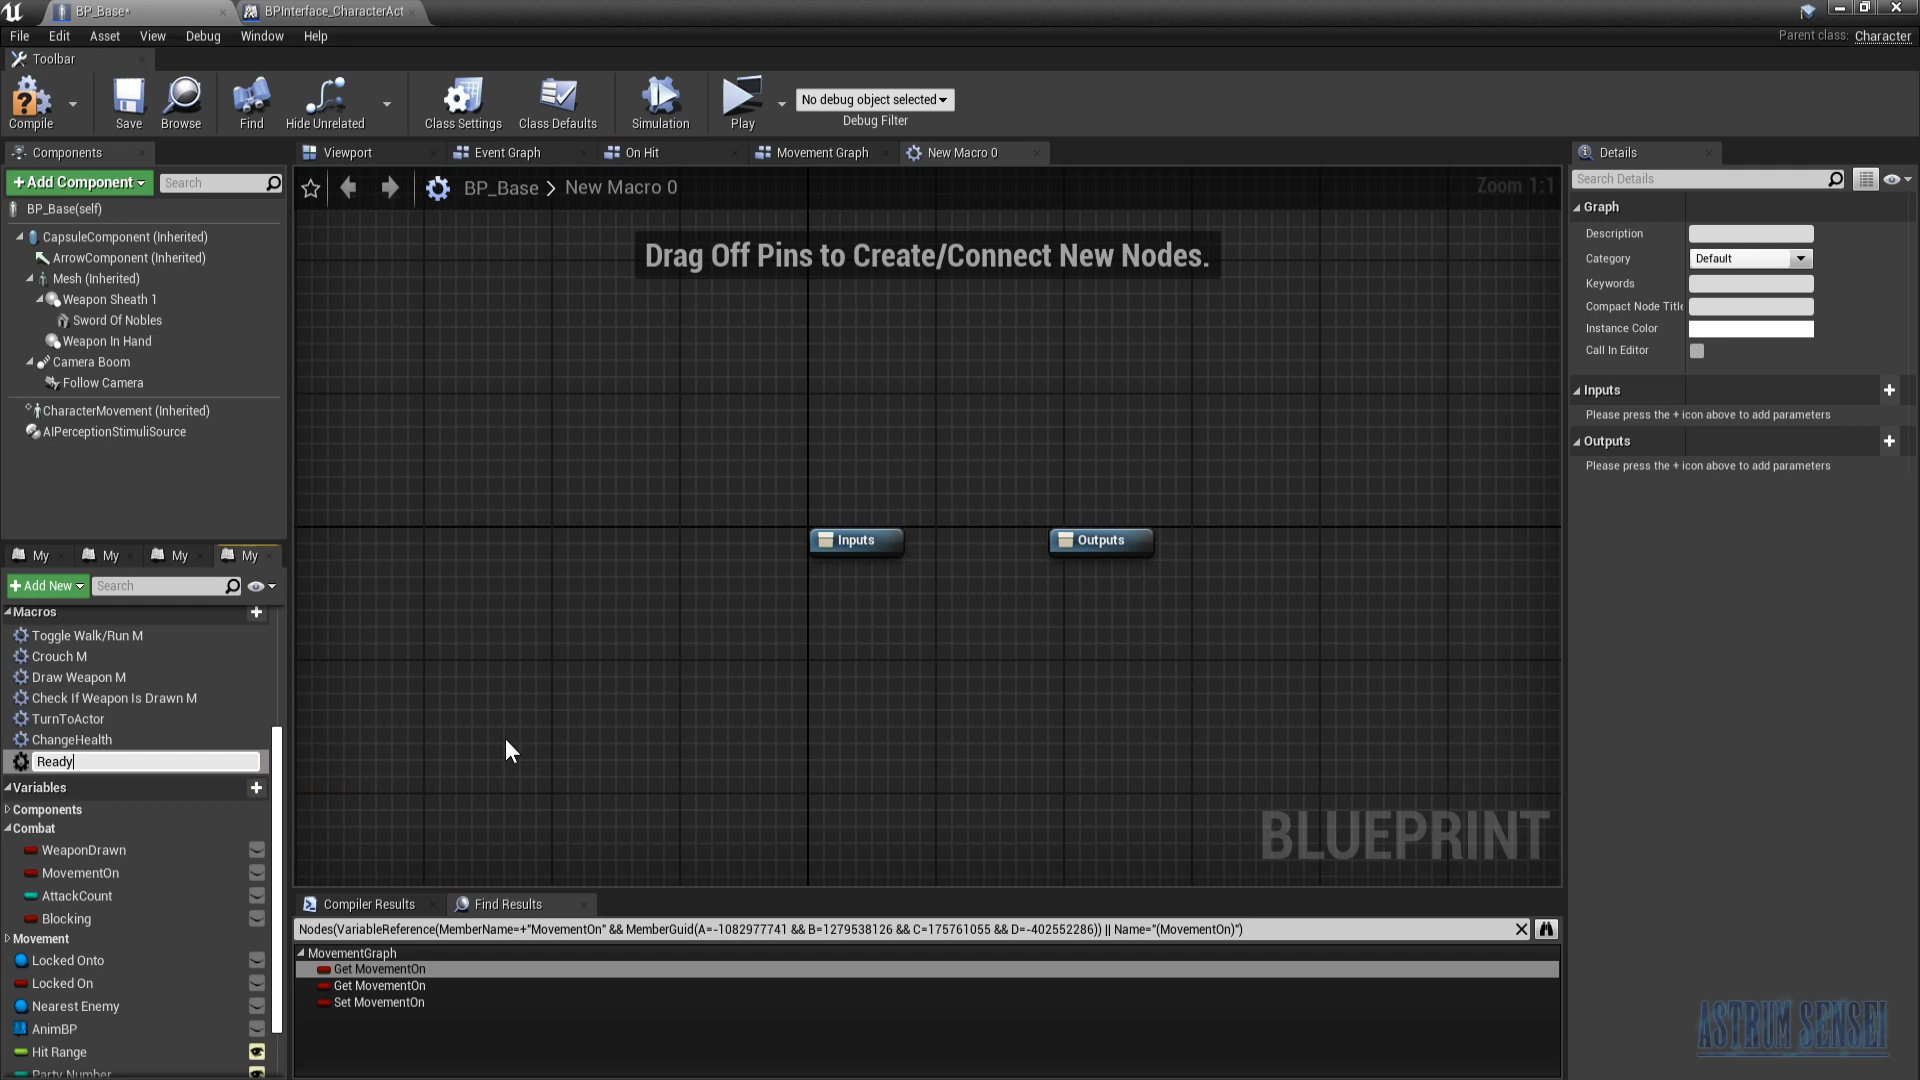 BP_Base*
BPInterface_CharacterAct
File Edit Asset View Debug Window Help
Parent class: Character
Toolbar
Compile
Save
Browse
Find
Hide Unrelated
Class Settings
Class Defaults
Simulation
Play
No debug object selected
Debug Filter
Components
+Add Component
Search
BP_Base(self)
CapsuleComponent (Inherited)
ArrowComponent (Inherited)
Mesh (Inherited)
Weapon Sheath 1
Sword Of Nobles
Weapon In Hand
Camera Boom
Follow Camera
CharacterMovement (Inherited)
AIPerceptionStimuliSource
My
My
My
My
+Add New
Search
Macros
Toggle Walk/Run M
Crouch M
Draw Weapon M
Check If Weapon Is Drawn M
TurnToActor
ChangeHealth
Ready
Variables
Components
Combat
WeaponDrawn
MovementOn
AttackCount
Blocking
Movement
Locked Onto
Locked On
Nearest Enemy
AnimBP
Hit Range
Party Number
Viewport
Event Graph
On Hit
Movement Graph
New Macro 0
BP_Base > New Macro 0
Zoom 1:1
Drag Off Pins to Create/Connect New Nodes.
Inputs
Outputs
BLUEPRINT
Compiler Results
Find Results
Nodes(VariableReference(MemberName=+"MovementOn" && MemberGuid(A=-1082977741 && B=1279538126 && C=175761055 && D=-402552286)) || Name="(MovementOn)")
MovementGraph
Get MovementOn
Get MovementOn
Set MovementOn
Details
Search Details
Graph
Description
Category
Default
Keywords
Compact Node Title
Instance Color
Call In Editor
Inputs
Please press the + icon above to add parameters
Outputs
Please press the + icon above to add parameters
ASTRUM SENSEI